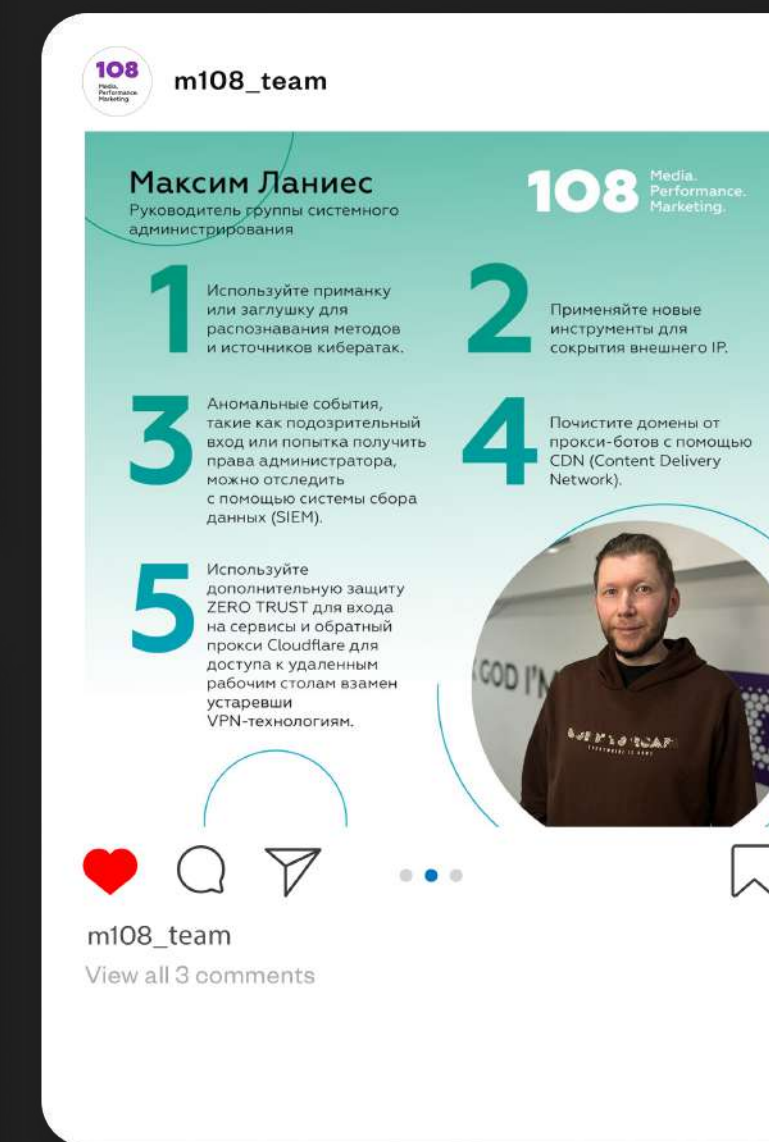 108
Media.
Performance.
Marketing.
m108_team
Максим Ланиес
Руководитель группы системного
администрирования
108
Media.
Performance.
Marketing.
1
Используйте приманку
или заглушку для
распознавания методов
и источников кибератак.
2
Применяйте новые
инструменты для
сокрытия внешнего IP.
3
Аномальные события,
такие как подозрительный
вход или попытка получить
права администратора,
можно отследить
с помощью системы сбора
данных (SIEM).
4
Почистите домены от
прокси-ботов с помощью
CDN (Content Delivery
Network).
5
Используйте
дополнительную защиту
ZERO TRUST для входа
на сервисы и обратный
прокси Cloudflare для
доступа к удаленным
рабочим столам взамен
устаревши
VPN-технологиям.
GOD I'M
EVERYWHERE IS HOME
m108_team
View all 3 comments